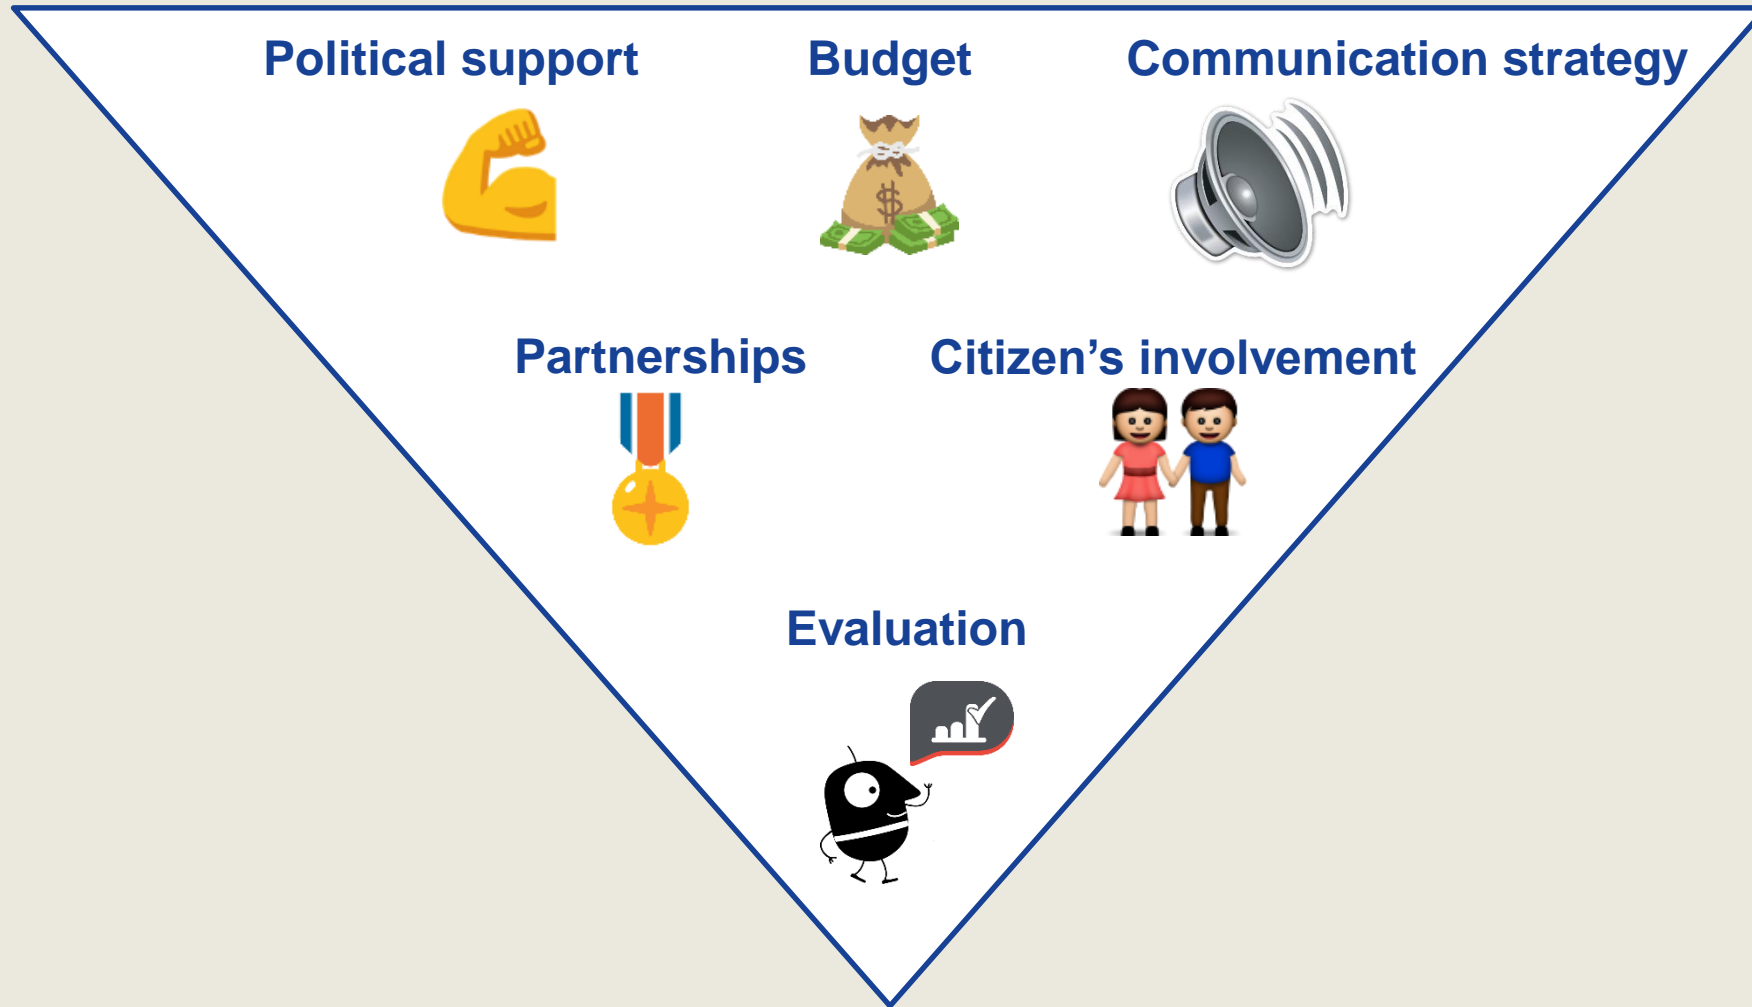 Political support Budget Communication strategy
Partnerships Citizen’s involvement
Evaluation
$